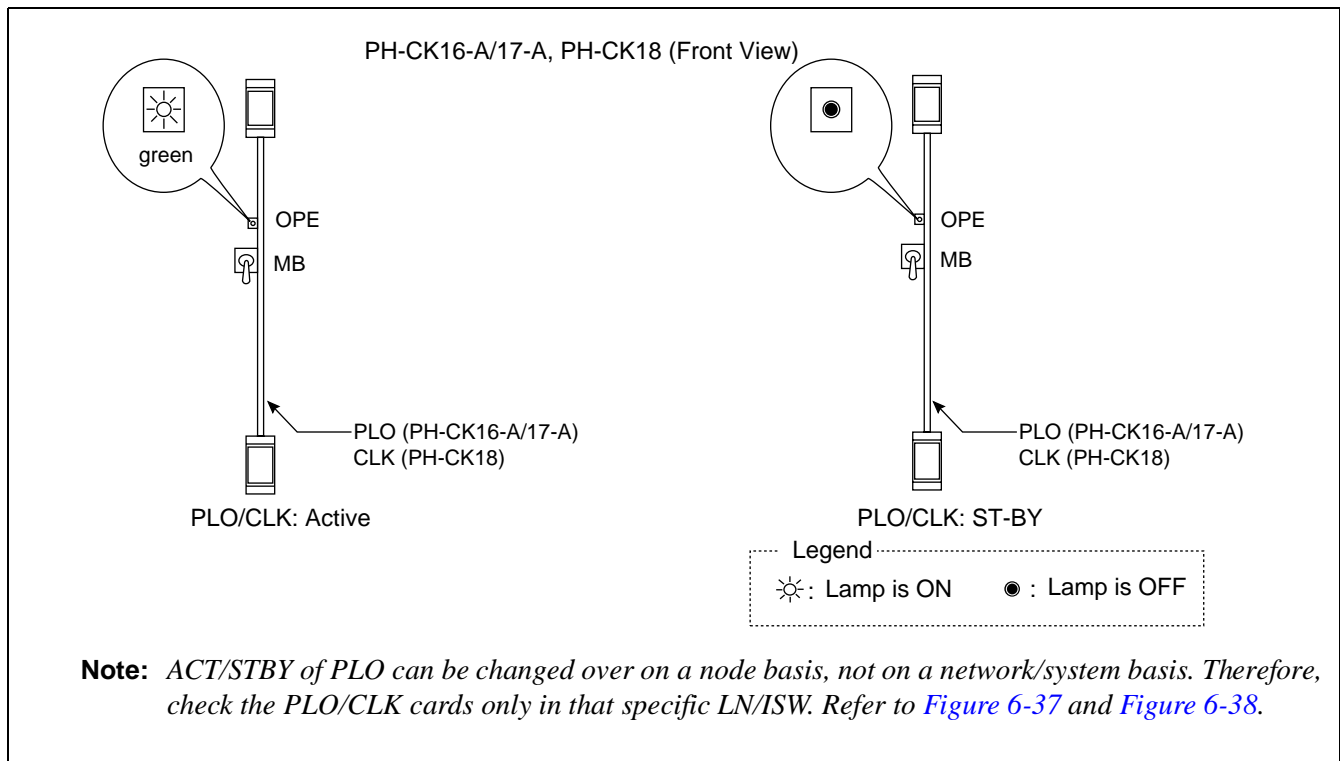 PH-CK16-A/17-A, PH-CK18 (Front View)
green
OPE
MB
PLO (PH-CK16-A/17-A)
CLK (PH-CK18)
PLO/CLK: Active
OPE
MB
PLO (PH-CK16-A/17-A)
CLK (PH-CK18)
PLO/CLK: ST-BY
Legend
: Lamp is ON
: Lamp is OFF
Note: ACT/STBY of PLO can be changed over on a node basis, not on a network/system basis. Therefore,
check the PLO/CLK cards only in that specific LN/ISW. Refer to Figure 6-37 and Figure 6-38.